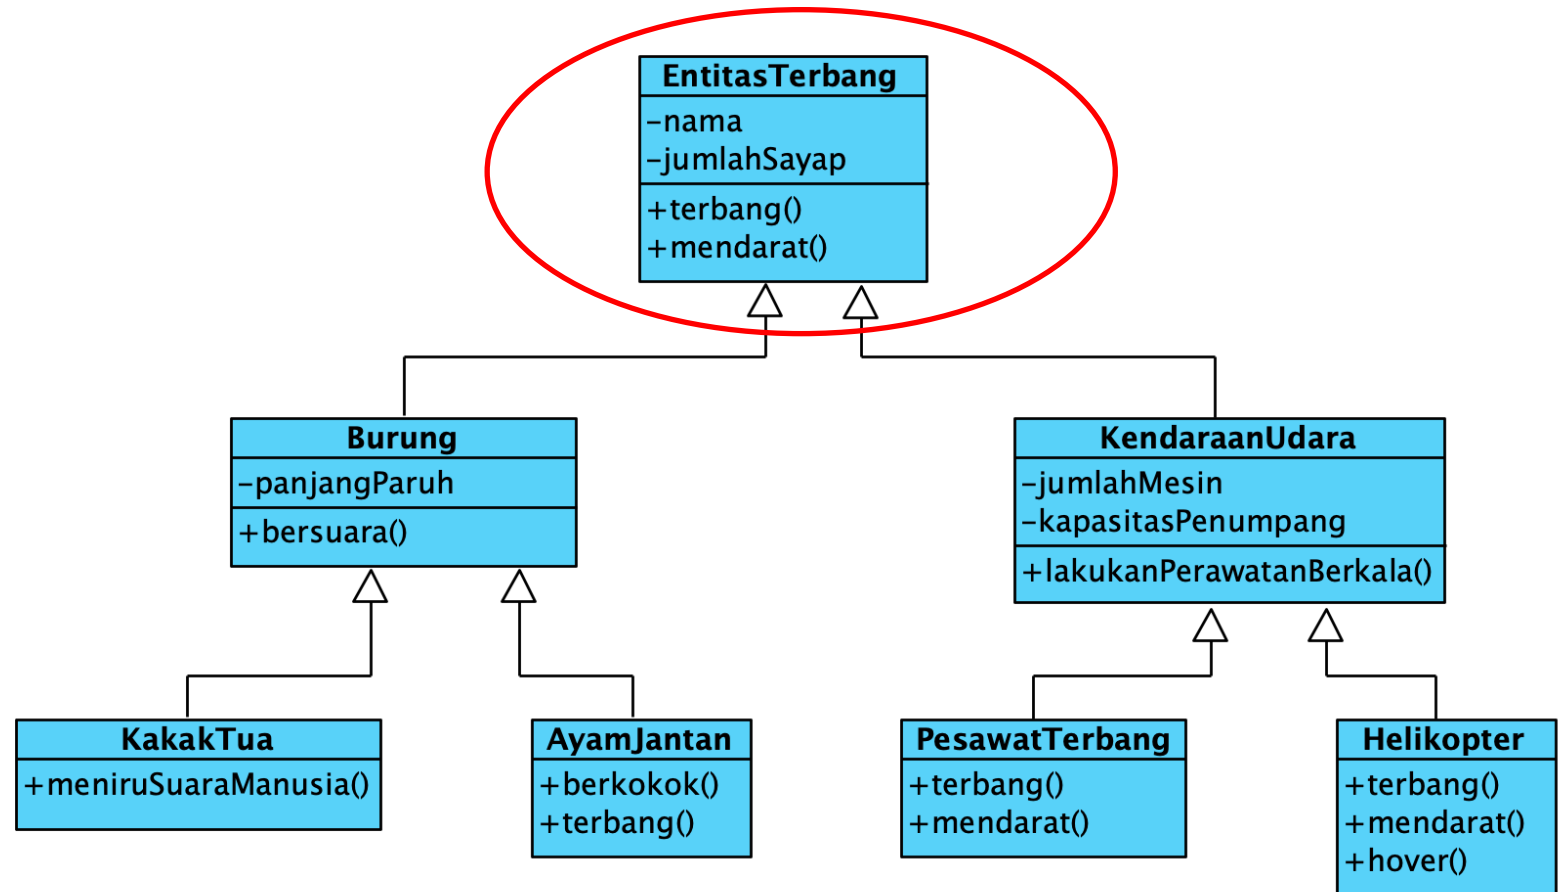 EntitasTerbang
-nama
-jumlahSayap
+terbang()
+mendarat()
Burung
-panjangParuh
+bersuara()
KendaraanUdara
-jumlahMesin
-kapasitasPenumpang
+lakukanPerawatanBerkala()
KakakTua
+meniruSuaraManusia()
AyamJantan
+berkokok()
+terbang()
PesawatTerbang
+terbang()
+mendarat()
Helikopter
+terbang()
+mendarat()
+hover()